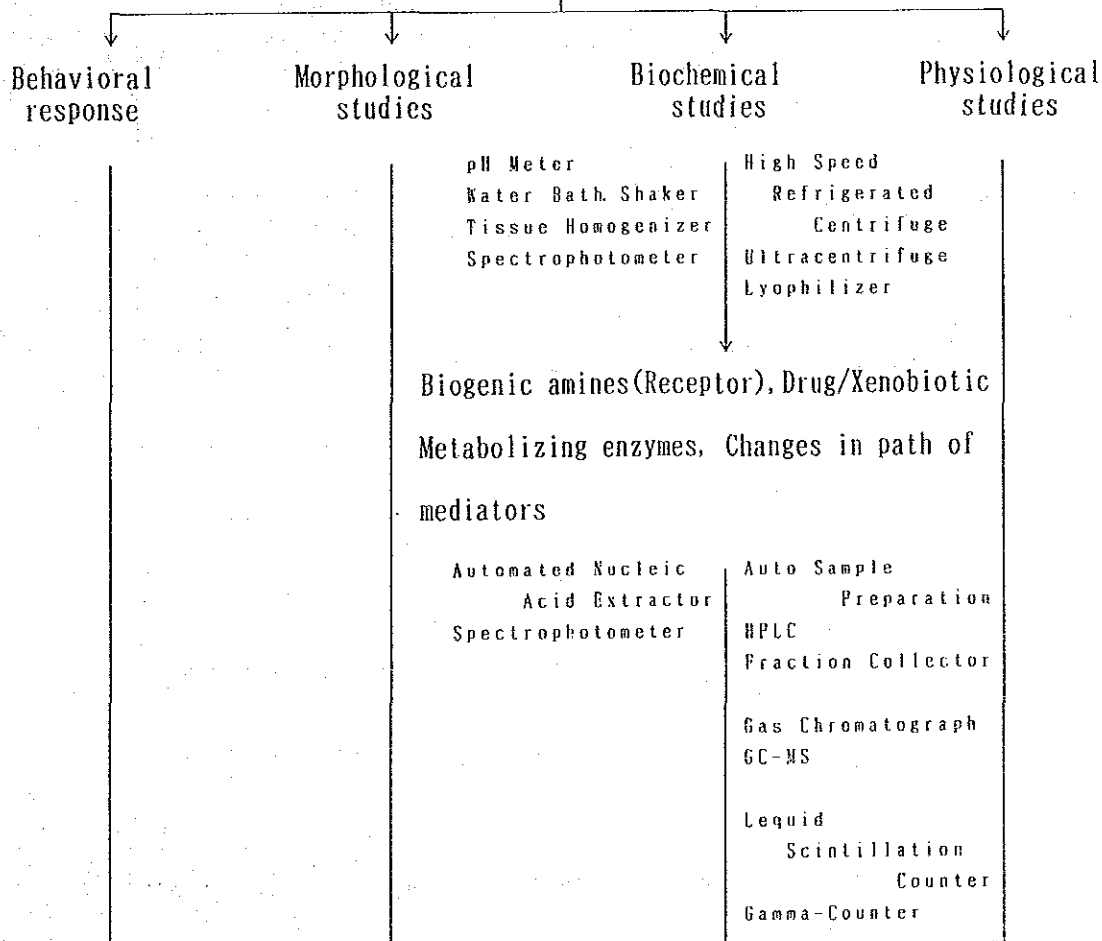 Behavioral
response
Morphological
studies
Biochemical
studies
Physiological
studies
pH Meter
Water Bath. Shaker
Tissue Homogenizer
Spectrophotometer
High Speed
Refrigerated
Centrifuge
Ultracentrifuge
Lyophilizer
Biogenic amines(Receptor), Drug/Xenobiotic
Metabolizing enzymes, Changes in path of
mediators
Automated Nucleic
Acid Extractor
Spectrophotometer
Auto Sample
Preparation
HPLC
Fraction Collector
Gas Chromatograph
GC-MS
Lequid
Scintillation
Counter
Gamma-Counter